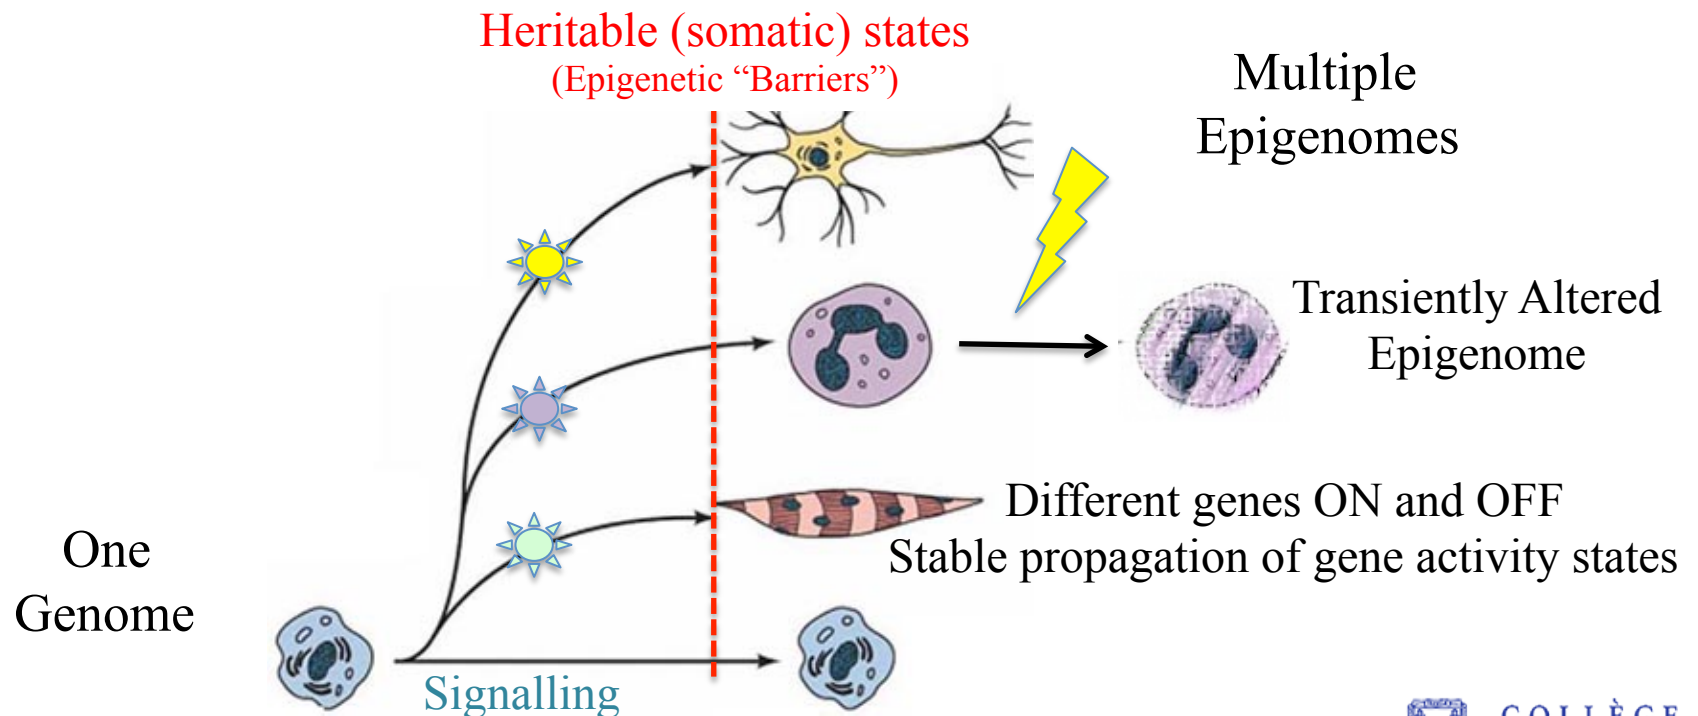 Heritable (somatic) states
(Epigenetic “Barriers”)
Multiple
Epigenomes
Transiently Altered
Epigenome
Different genes ON and OFF
Stable propagation of gene activity states
One
Genome
Signalling
COLLÈGE